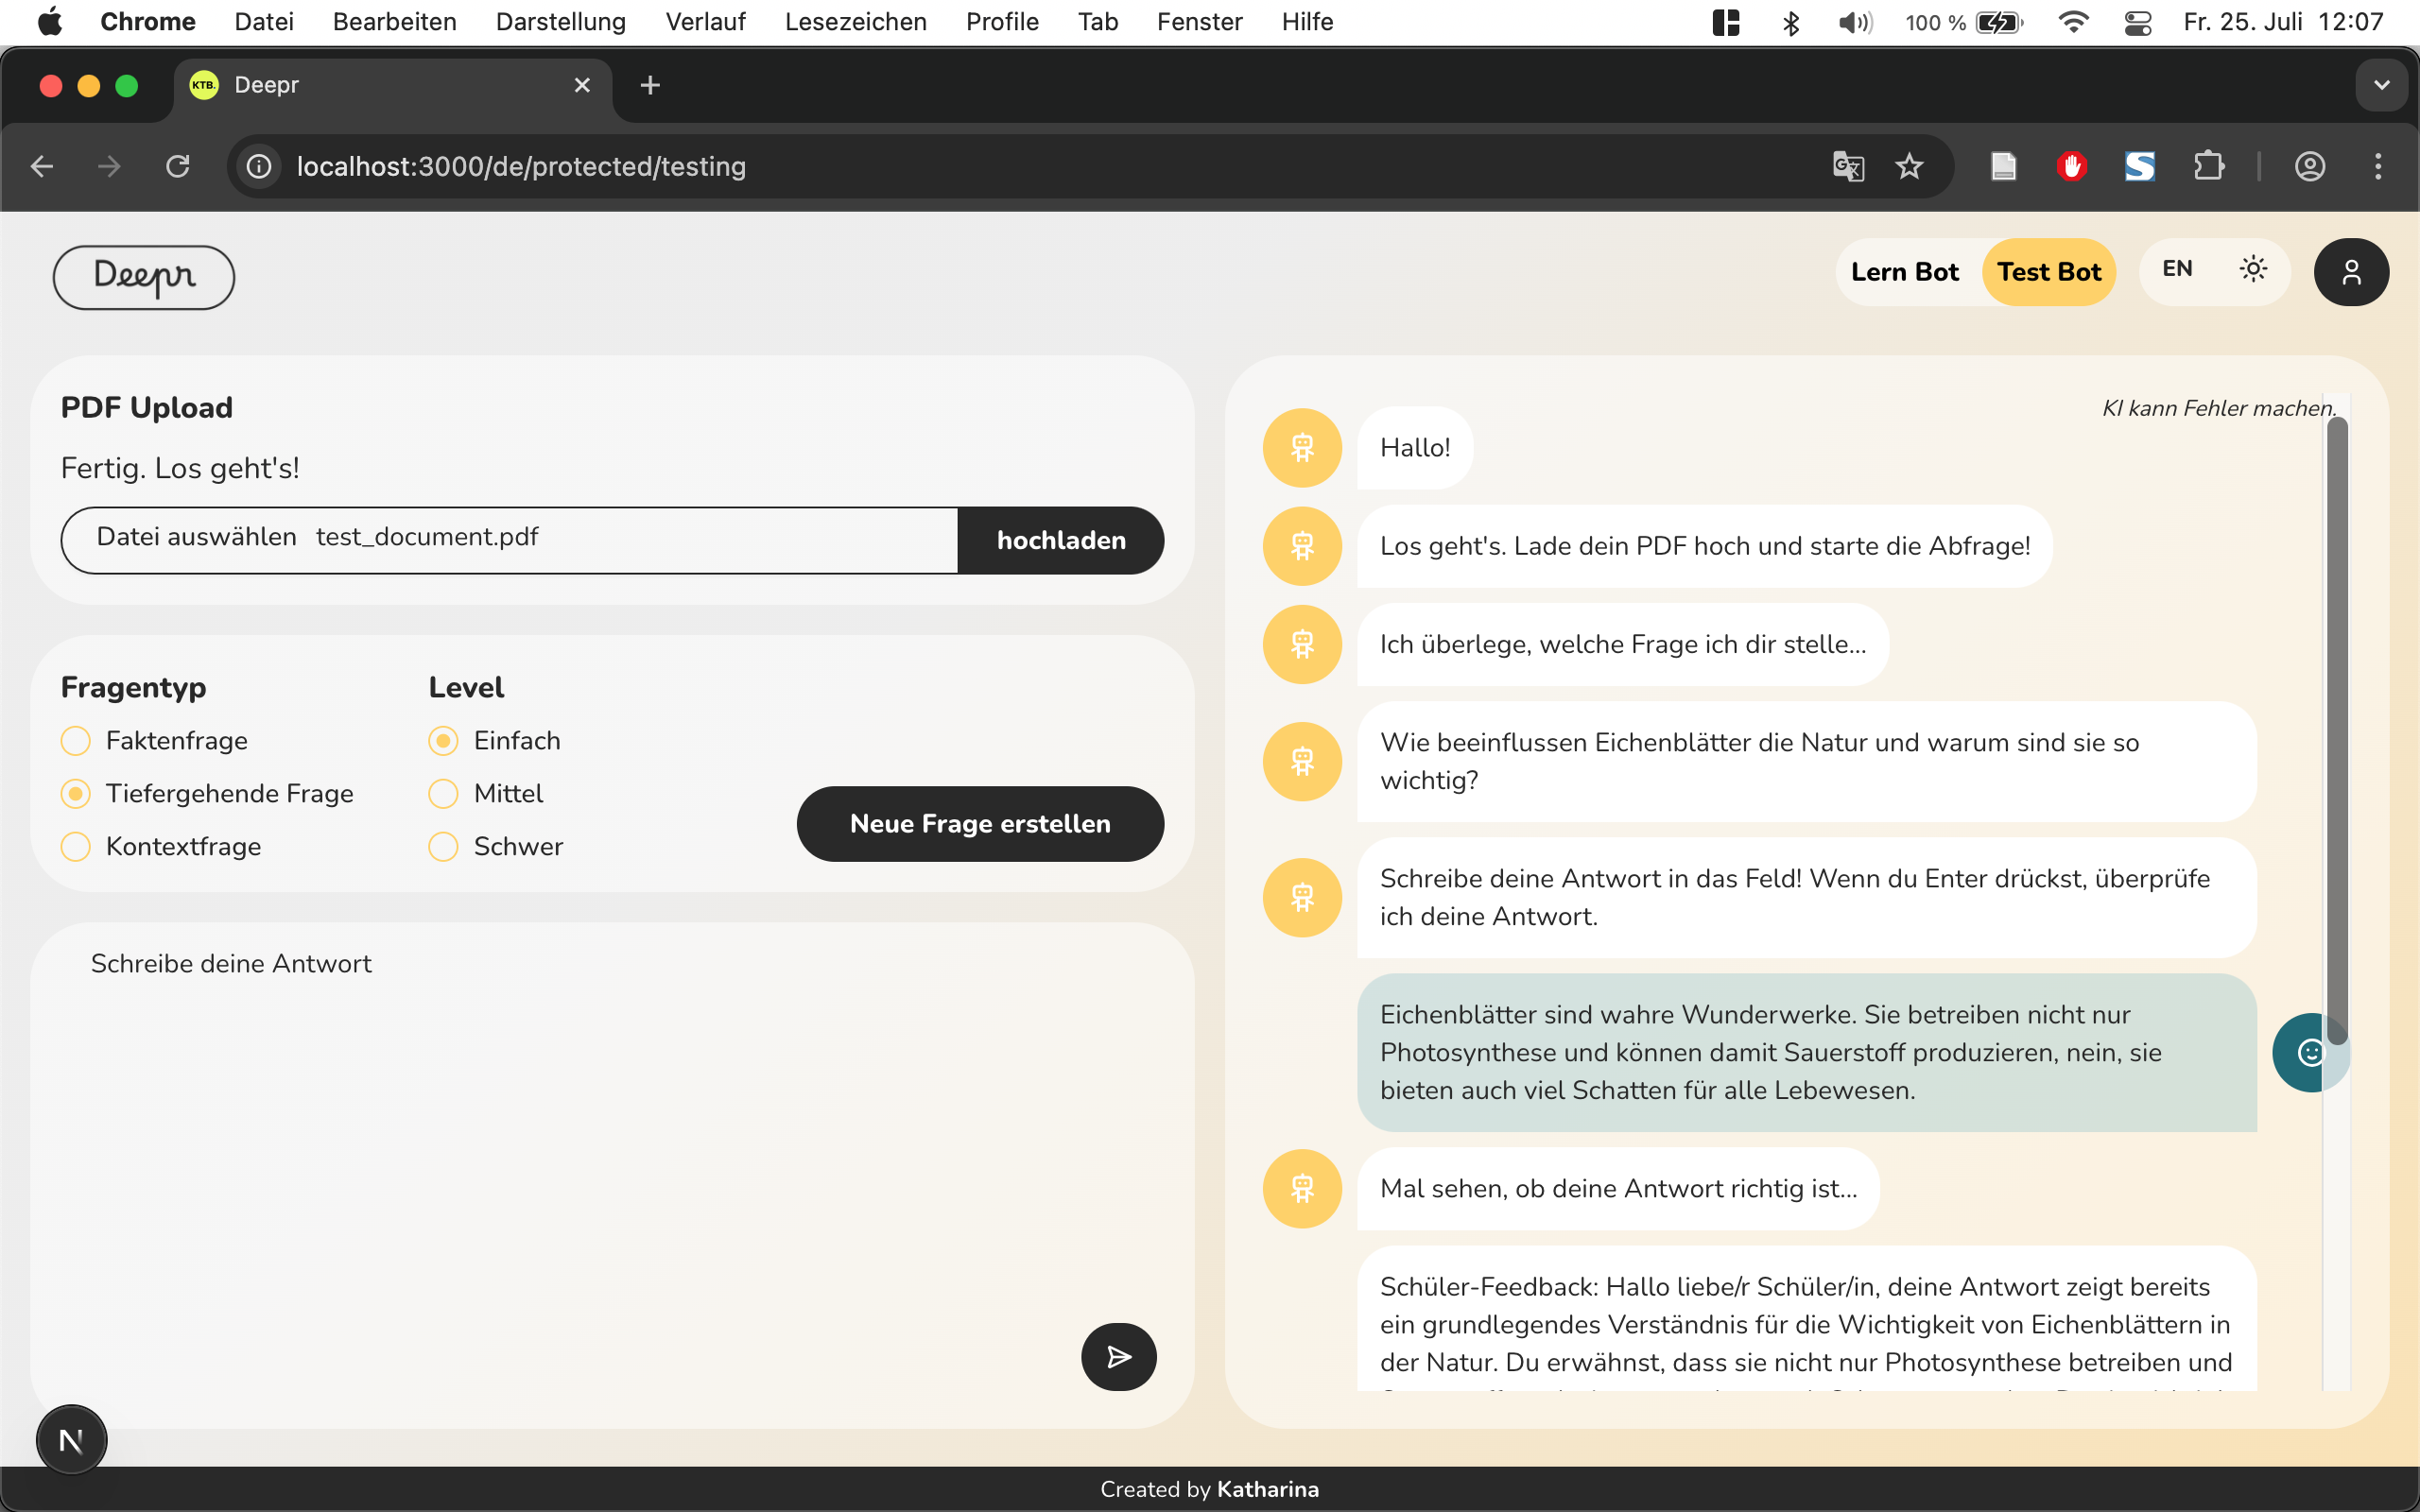 Chrome Datei Bearbeiten Darstellung Verlauf Lesezeichen Profile Tab Fenster Hilfe 100 % Fr. 25. Juli 12:07
KTB. Deepr
localhost:3000/de/protected/testing
Deepr
Lern Bot Test Bot EN
PDF Upload
Fertig. Los geht's!
Datei auswählen test_document.pdf hochladen
Fragentyp Level
Faktenfrage Einfach
Tiefergehende Frage Mittel
Kontextfrage Schwer
Neue Frage erstellen
Schreibe deine Antwort
KI kann Fehler machen.
Hallo!
Los geht's. Lade dein PDF hoch und starte die Abfrage!
Ich überlege, welche Frage ich dir stelle...
Wie beeinflussen Eichenblätter die Natur und warum sind sie so
wichtig?
Schreibe deine Antwort in das Feld! Wenn du Enter drückst, überprüfe
ich deine Antwort.
Eichenblätter sind wahre Wunderwerke. Sie betreiben nicht nur
Photosynthese und können damit Sauerstoff produzieren, nein, sie
bieten auch viel Schatten für alle Lebewesen.
Mal sehen, ob deine Antwort richtig ist...
Schüler-Feedback: Hallo liebe/r Schüler/in, deine Antwort zeigt bereits
ein grundlegendes Verständnis für die Wichtigkeit von Eichenblättern in
der Natur. Du erwähnst, dass sie nicht nur Photosynthese betreiben und
N
Created by Katharina